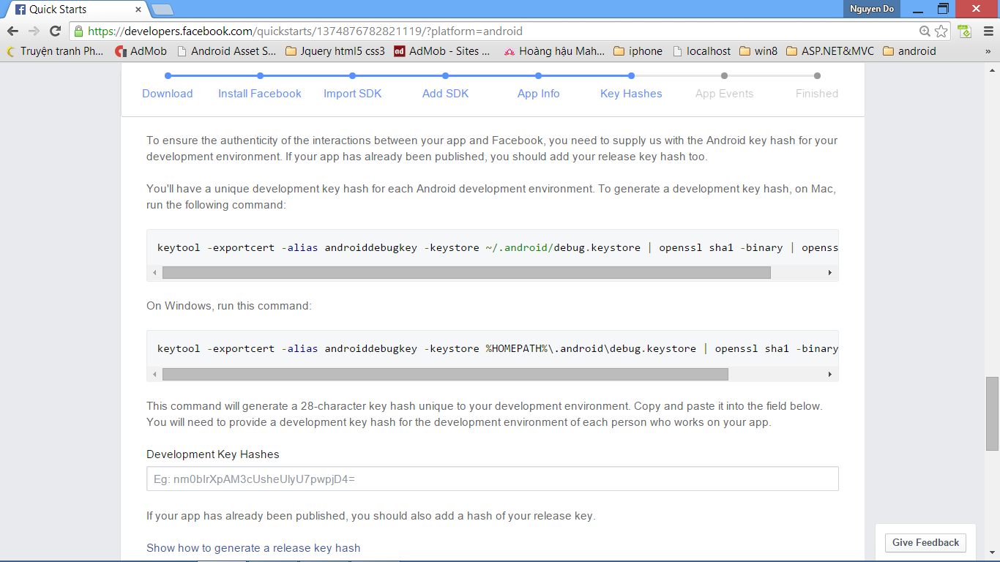 Quick Starts
Nguyen Do
https://developers.facebook.com/quickstarts/1374876782821119/?platform=android
Truyện tranh Ph... AdMob Android Asset S... Jquery html5 css3 AdMob - Sites ... Hoàng hậu Mah... iphone localhost win8 ASP.NET&MVC android »
Download Install Facebook Import SDK Add SDK App Info Key Hashes App Events Finished
To ensure the authenticity of the interactions between your app and Facebook, you need to supply us with the Android key hash for your
development environment. If your app has already been published, you should add your release key hash too.
You'll have a unique development key hash for each Android development environment. To generate a development key hash, on Mac,
run the following command:
keytool -exportcert -alias androiddebugkey -keystore ~/.android/debug.keystore | openssl sha1 -binary | openss
On Windows, run this command:
keytool -exportcert -alias androiddebugkey -keystore %HOMEPATH%\.android\debug.keystore | openssl sha1 -binary
This command will generate a 28-character key hash unique to your development environment. Copy and paste it into the field below.
You will need to provide a development key hash for the development environment of each person who works on your app.
Development Key Hashes
Eg: nm0bIrXpAM3cUsheUlyU7pwpjD4=
If your app has already been published, you should also add a hash of your release key.
Show how to generate a release key hash
Give Feedback